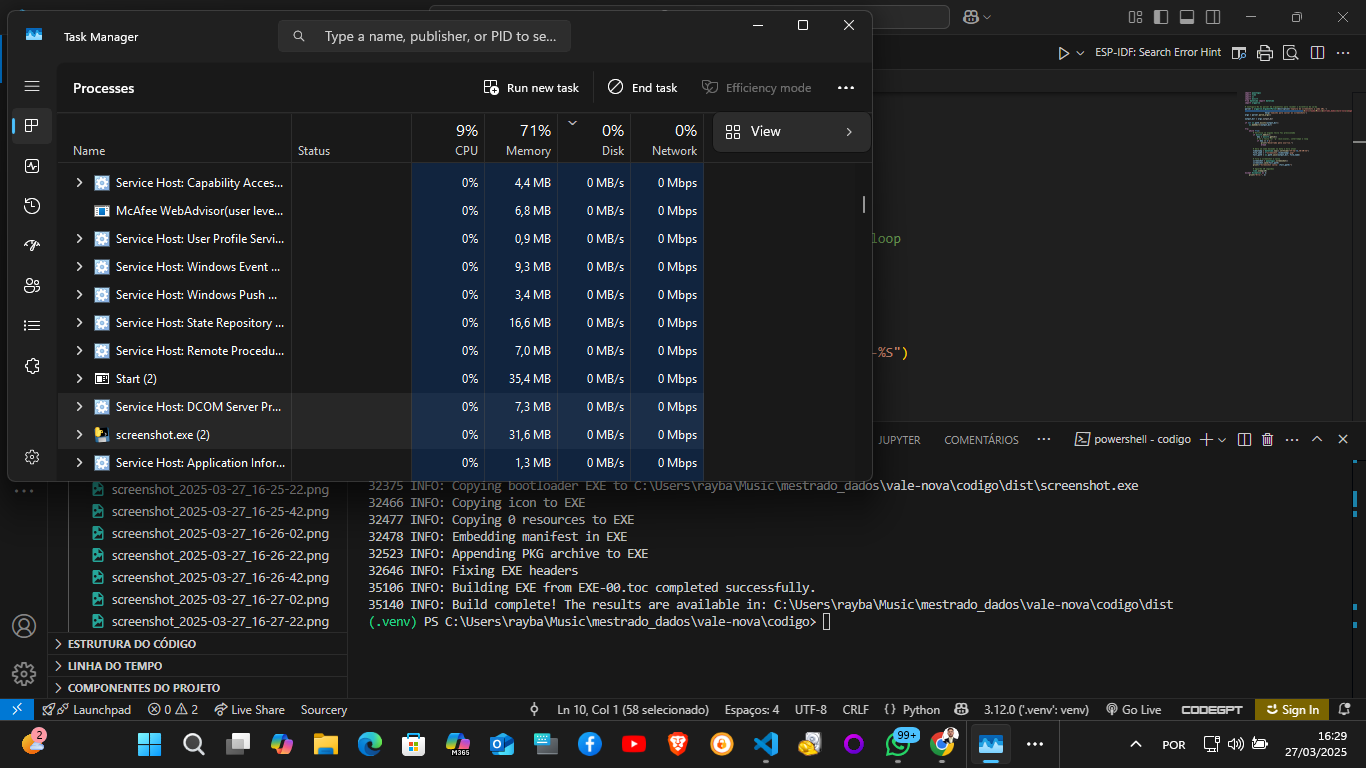 Task Manager
Type a name, publisher, or PID to se...
ESP-IDF: Search Error Hint
Processes
Run new task
End task
Efficiency mode
View
Name
Status
9%
CPU
71%
Memory
0%
Disk
0%
Network
Service Host: Capability Acces... 0% 4,4 MB 0 MB/s 0 Mbps
McAfee WebAdvisor(user leve... 0% 6,8 MB 0 MB/s 0 Mbps
Service Host: User Profile Servi... 0% 0,9 MB 0 MB/s 0 Mbps
Service Host: Windows Event ... 0% 9,3 MB 0 MB/s 0 Mbps
Service Host: Windows Push ... 0% 3,4 MB 0 MB/s 0 Mbps
Service Host: State Repository ... 0% 16,6 MB 0 MB/s 0 Mbps
Service Host: Remote Procedu... 0% 7,0 MB 0 MB/s 0 Mbps
Start (2) 0% 35,4 MB 0 MB/s 0 Mbps
Service Host: DCOM Server Pr... 0% 7,3 MB 0 MB/s 0 Mbps
screenshot.exe (2) 0% 31,6 MB 0 MB/s 0 Mbps
Service Host: Application Infor... 0% 1,3 MB 0 MB/s 0 Mbps
loop
-%S")
JUPYTER
COMENTÁRIOS
powershell - codigo
screenshot_2025-03-27_16-25-22.png
screenshot_2025-03-27_16-25-42.png
screenshot_2025-03-27_16-26-02.png
screenshot_2025-03-27_16-26-22.png
screenshot_2025-03-27_16-26-42.png
screenshot_2025-03-27_16-27-02.png
screenshot_2025-03-27_16-27-22.png
ESTRUTURA DO CÓDIGO
LINHA DO TEMPO
COMPONENTES DO PROJETO
32375 INFO: Copying bootloader EXE to C:\Users\rayba\Music\mestrado_dados\vale-nova\codigo\dist\screenshot.exe
32466 INFO: Copying icon to EXE
32477 INFO: Copying 0 resources to EXE
32478 INFO: Embedding manifest in EXE
32523 INFO: Appending PKG archive to EXE
32646 INFO: Fixing EXE headers
35106 INFO: Building EXE from EXE-00.toc completed successfully.
35140 INFO: Build complete! The results are available in: C:\Users\rayba\Music\mestrado_dados\vale-nova\codigo\dist
(.venv) PS C:\Users\rayba\Music\mestrado_dados\vale-nova\codigo>
Launchpad
0
2
Live Share
Sourcery
Ln 10, Col 1 (58 selecionado)
Espaços: 4
UTF-8
CRLF
Python
3.12.0 ('.venv': venv)
Go Live
CODEGPT
Sign In
2
M365
99+
POR
16:29
27/03/2025